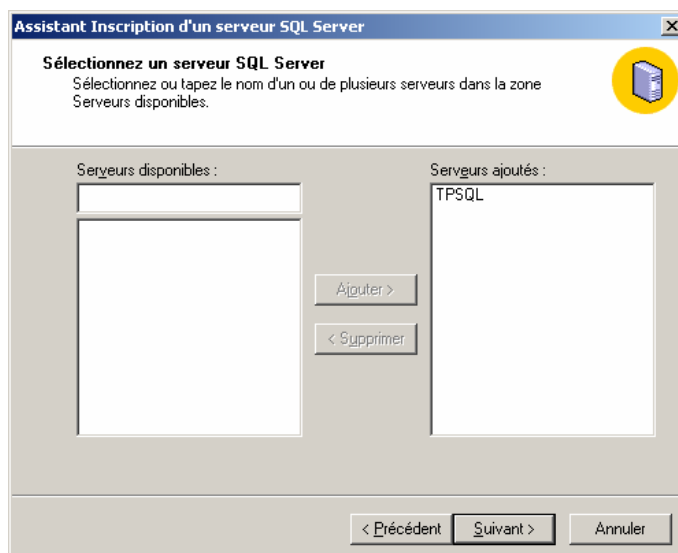 Assistant Inscription d'un serveur SQL Server
Sélectionnez un serveur SQL Server
Sélectionnez ou tapez le nom d'un ou de plusieurs serveurs dans la zone
Serveurs disponibles.
Serveurs disponibles :
Serveurs ajoutés :
TPSQL
Ajouter >
< Supprimer
< Précédent
Suivant >
Annuler